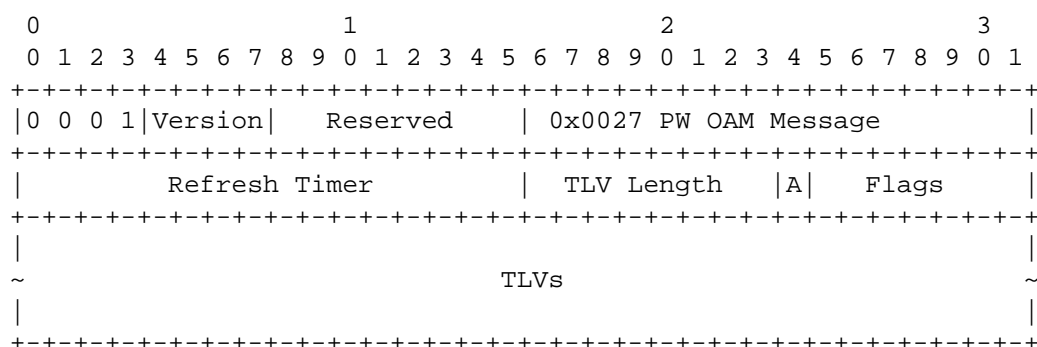 0                   1                   2                   3
 0 1 2 3 4 5 6 7 8 9 0 1 2 3 4 5 6 7 8 9 0 1 2 3 4 5 6 7 8 9 0 1
+-+-+-+-+-+-+-+-+-+-+-+-+-+-+-+-+-+-+-+-+-+-+-+-+-+-+-+-+-+-+-+-+
|0 0 0 1|Version|   Reserved    | 0x0027 PW OAM Message         |
+-+-+-+-+-+-+-+-+-+-+-+-+-+-+-+-+-+-+-+-+-+-+-+-+-+-+-+-+-+-+-+-+
|         Refresh Timer         |  TLV Length   |A|   Flags     |
+-+-+-+-+-+-+-+-+-+-+-+-+-+-+-+-+-+-+-+-+-+-+-+-+-+-+-+-+-+-+-+-+
|                                                               |
~                              TLVs                             ~
|                                                               |
+-+-+-+-+-+-+-+-+-+-+-+-+-+-+-+-+-+-+-+-+-+-+-+-+-+-+-+-+-+-+-+-+